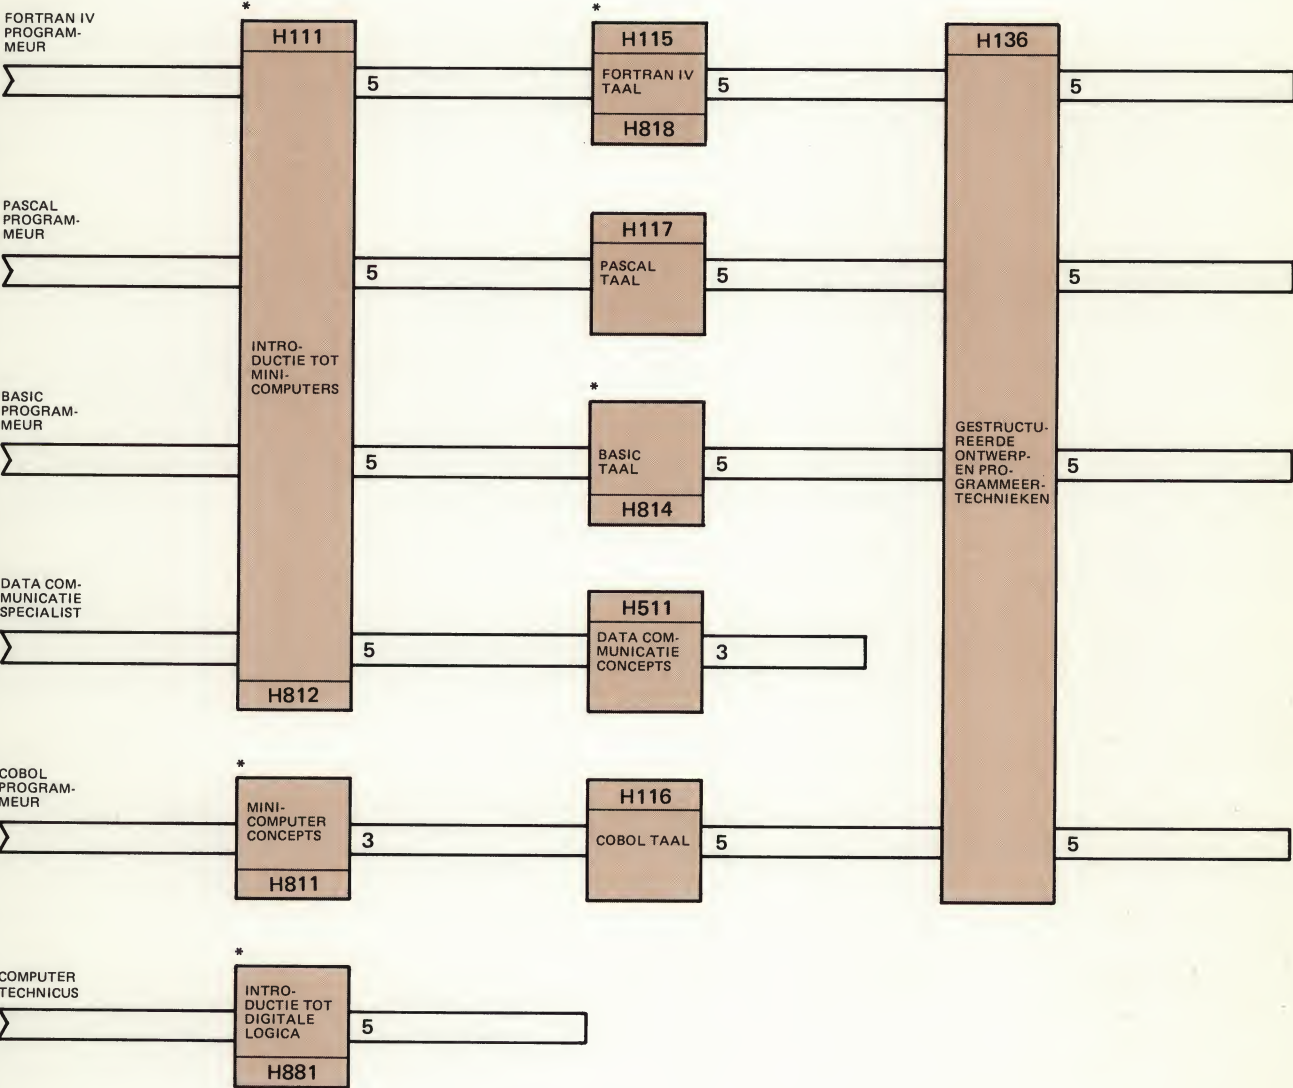 *
*
FORTRAN IV
PROGRAM-
MEUR
H111
H115
H136
FORTRAN IV
TAAL
5
5
5
H818
PASCAL
PROGRAM-
MEUR
H117
PASCAL
TAAL
5
5
5
INTRO-
DUCTIE TOT
MINI-
COMPUTERS
*
BASIC
PROGRAM-
MEUR
BASIC
TAAL
5
5
5
H814
GESTRUCTU-
REERDE
ONTWERP-
EN PRO-
GRAMMEER-
TECHNIEKEN
DATA COM-
MUNICATIE
SPECIALIST
H511
DATA COM-
MUNICATIE
CONCEPTS
5
3
H812
*
COBOL
PROGRAM-
MEUR
MINI-
COMPUTER
CONCEPTS
3
H811
H116
COBOL TAAL
5
5
*
COMPUTER
TECHNICUS
INTRO-
DUCTIE TOT
DIGITALE
LOGICA
5
H881